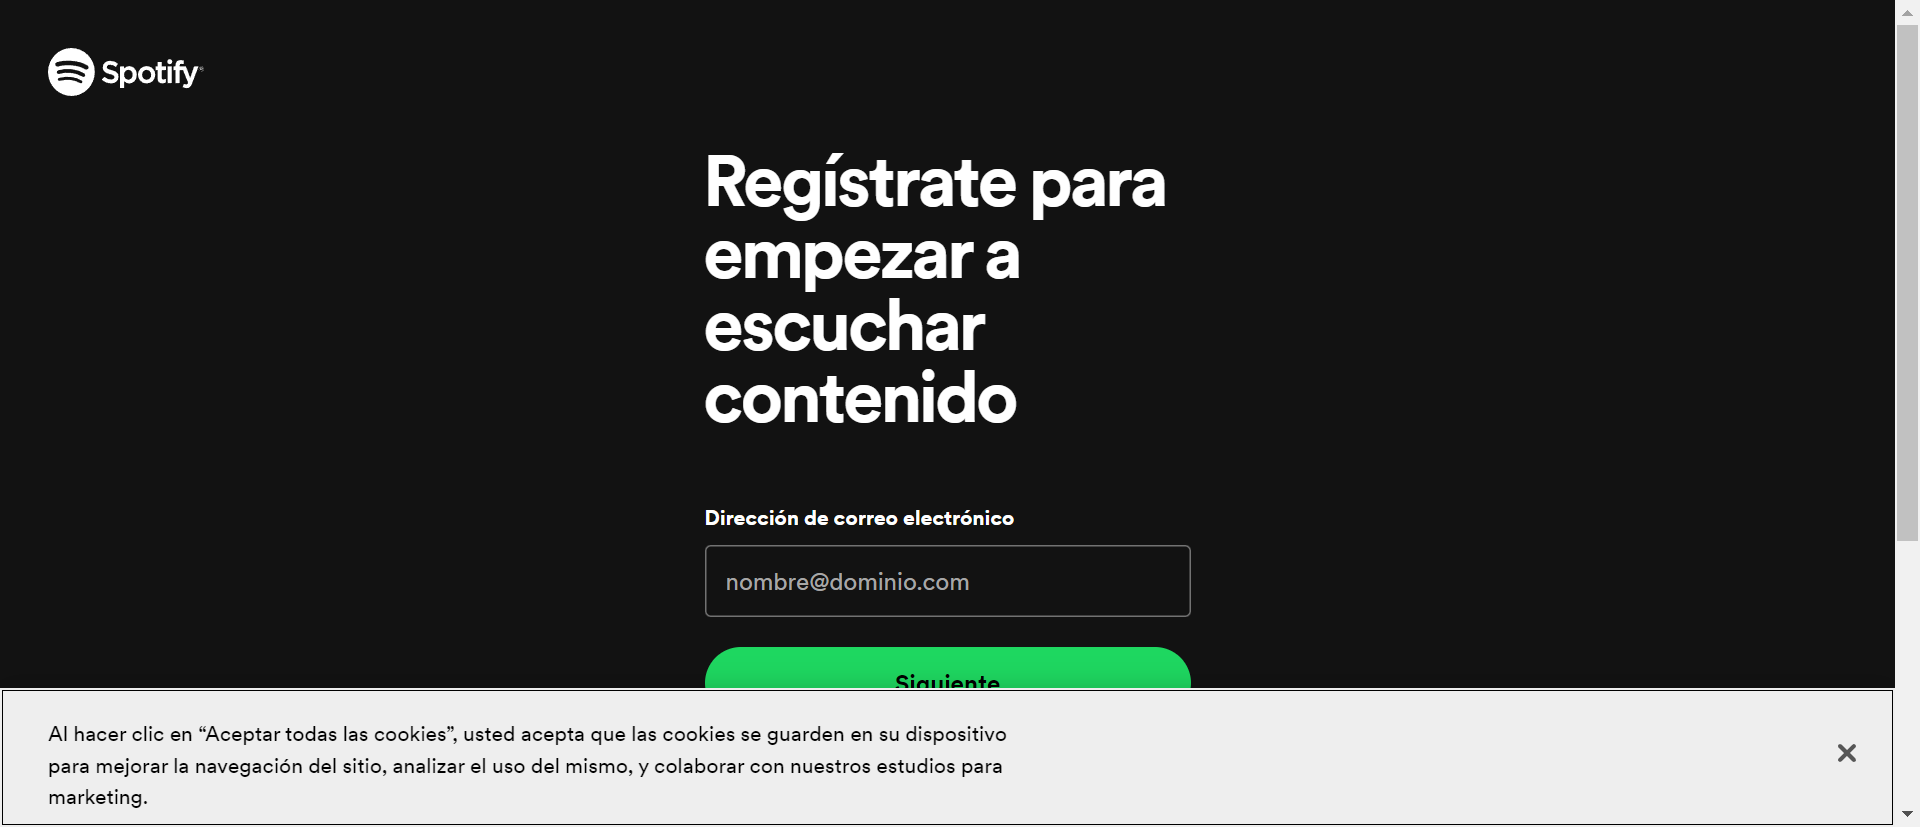 Spotify
Regístrate para
empezar a
escuchar
contenido
Dirección de correo electrónico
nombre@dominio.com
Siguiente
Al hacer clic en “Aceptar todas las cookies”, usted acepta que las cookies se guarden en su dispositivo
para mejorar la navegación del sitio, analizar el uso del mismo, y colaborar con nuestros estudios para
marketing.